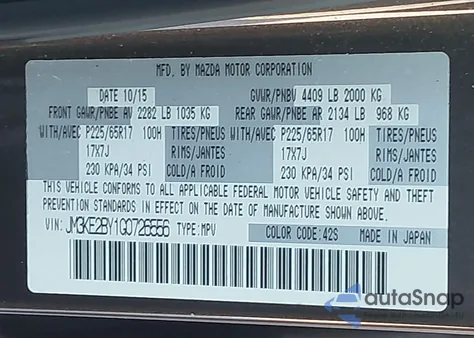 MFD. BY MAZDA MOTOR CORPORATION
DATE 10/15 GVWR/PNBV 4409 LB 2000 KG
FRONT GAWR/PNBE AV 2282 LB 1035 KG REAR GAWR/PNBE AR 2134 LB 968 KG
WITH/AVEC P225/65R17 100H TIRES/PNEUS WITH/AVEC P225/65R17 100H TIRES/PNEUS
17X7J RIMS/JANTES 17X7J RIMS/JANTES
230 KPA/34 PSI COLD/A FROID 230 KPA/34 PSI COLD/A FROID
THIS VEHICLE CONFORMS TO ALL APPLICABLE FEDERAL MOTOR VEHICLE SAFETY AND THEFT
PREVENTION STANDARDS IN EFFECT ON THE DATE OF MANUFACTURE SHOWN ABOVE.
VIN: JM3KE2BY1G0726556 TYPE:MPV COLOR CODE:42S MADE IN JAPAN
autaSnap